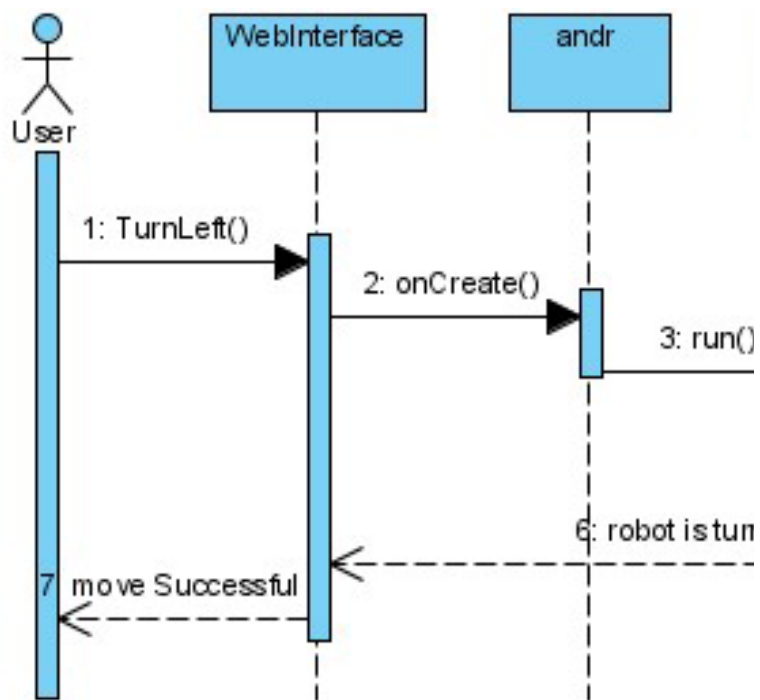 WebInterface
andr
User
1: TurnLeft()
2: onCreate()
3: run()
6: robot is
7 move Successful